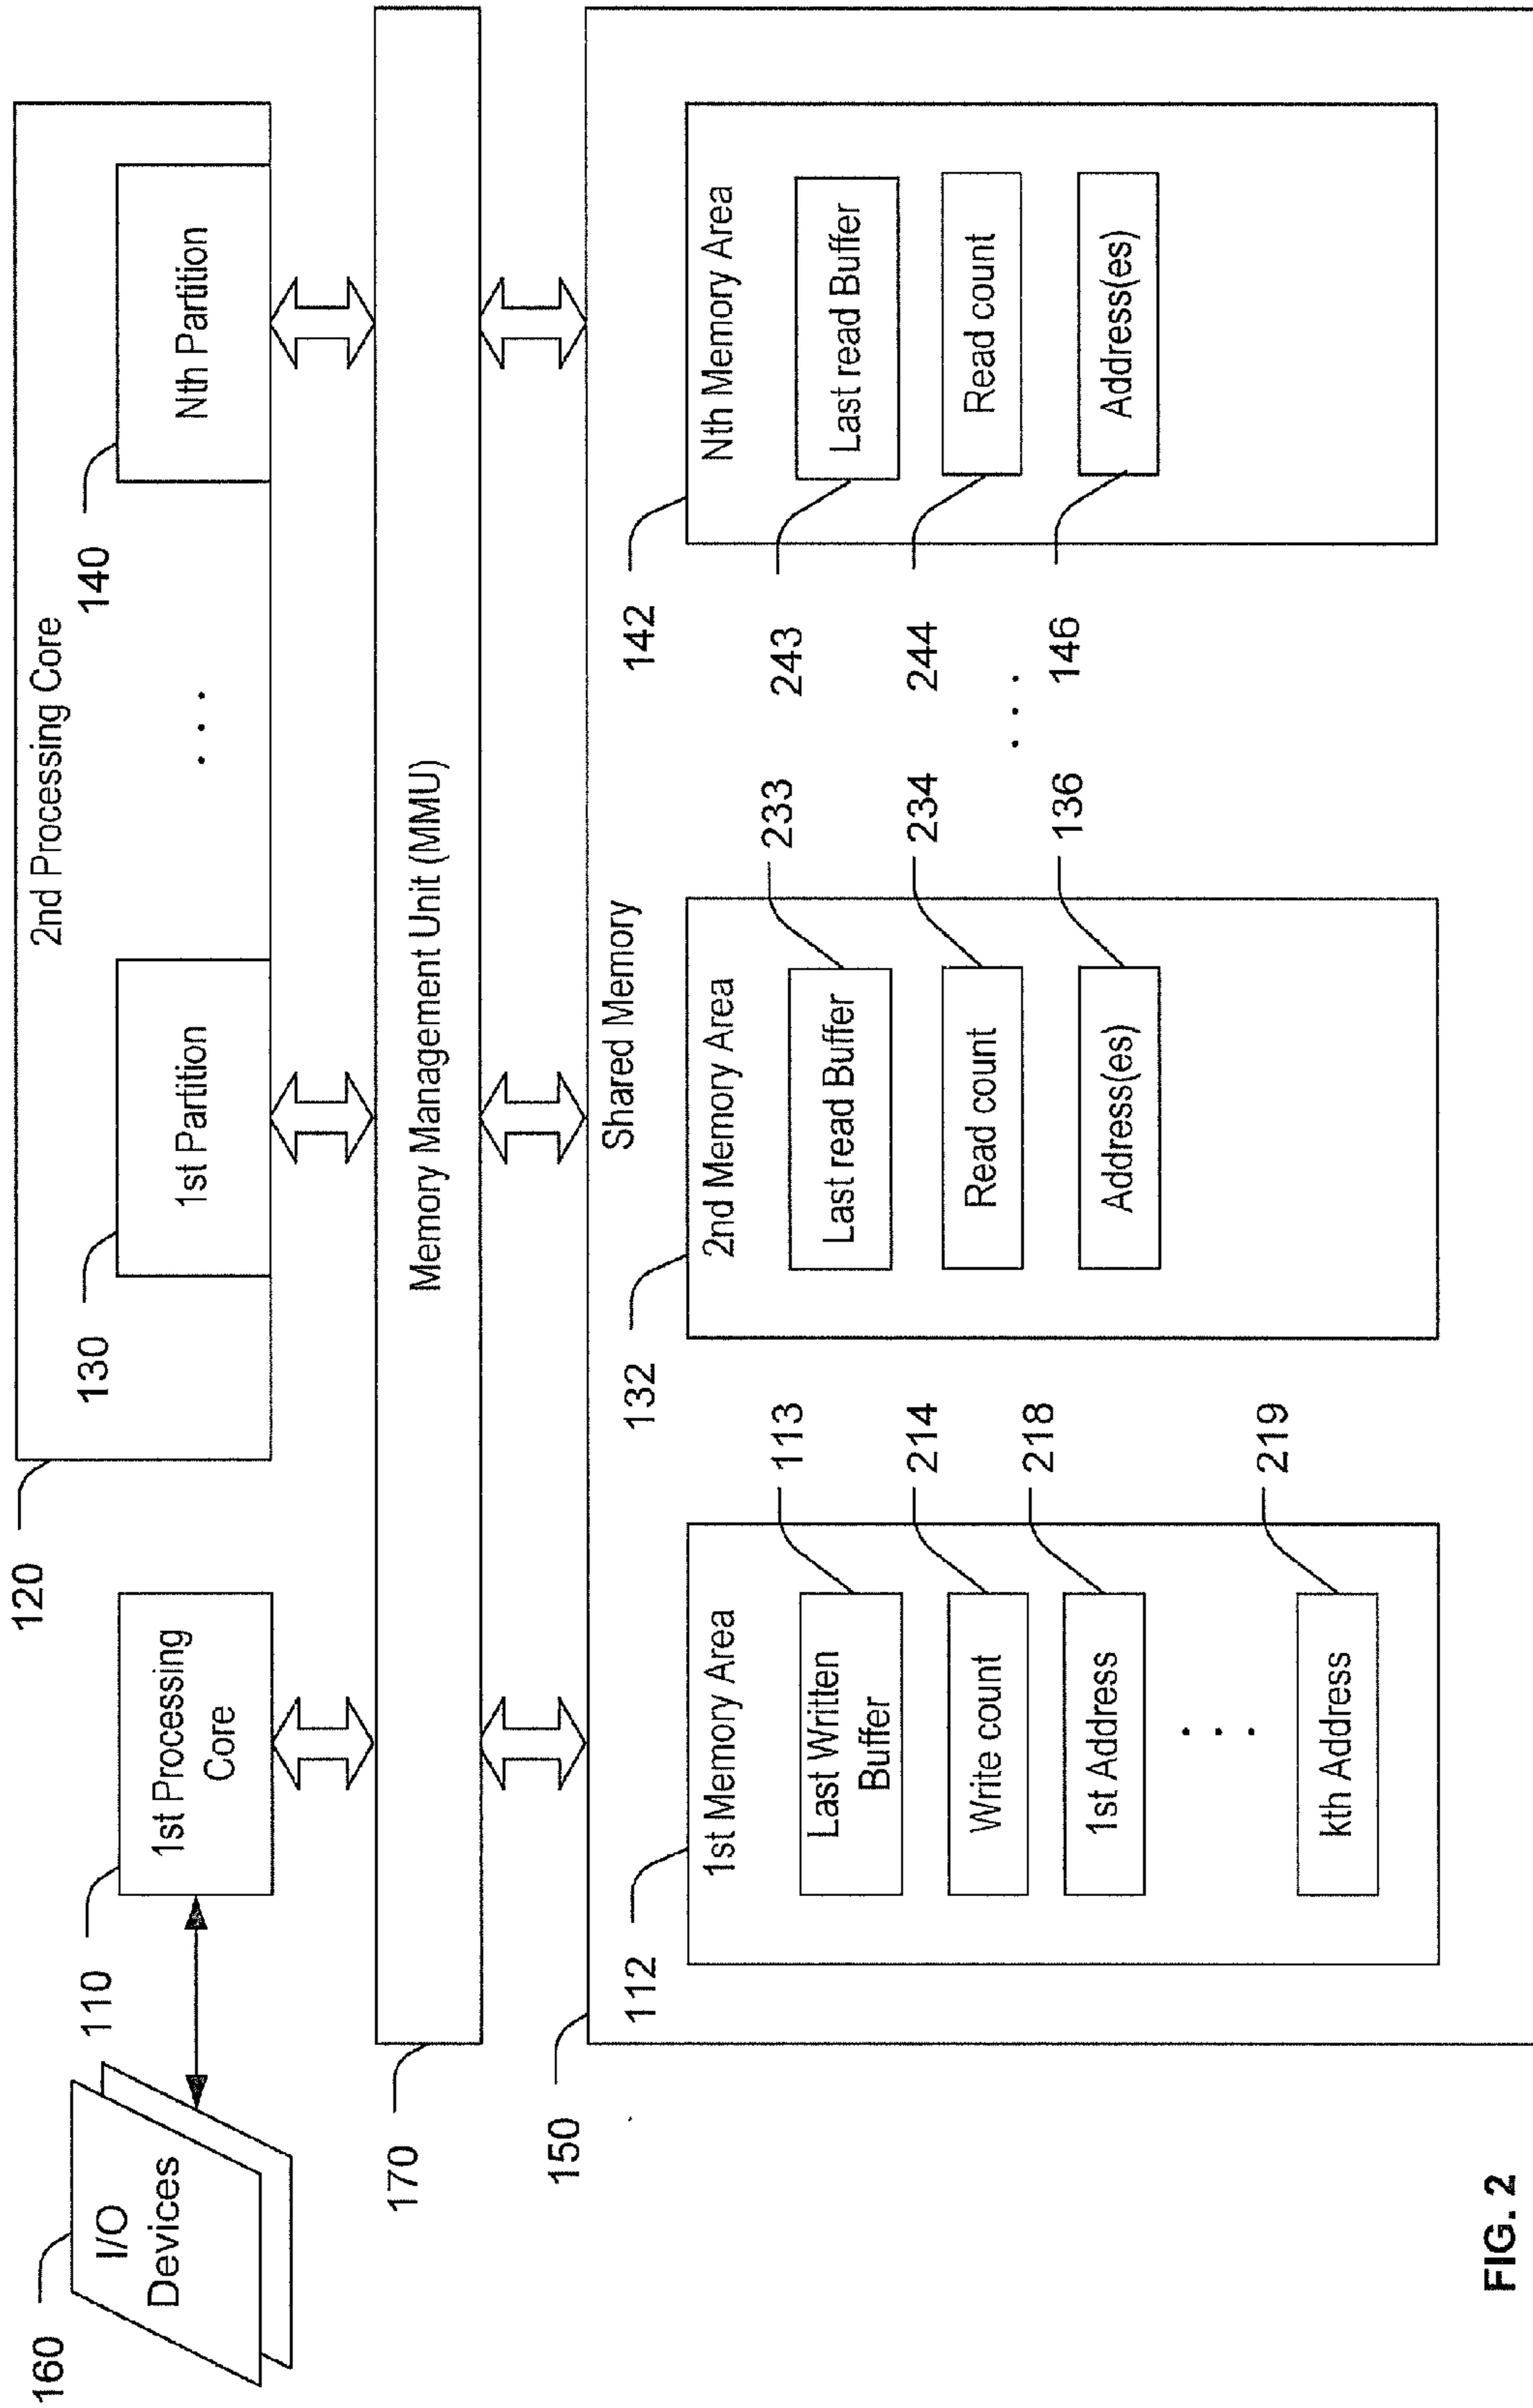 160
I/O
Devices
110
1st Processing
Core
120
2nd Processing Core
130
1st Partition
. . .
140
Nth Partition
170
Memory Management Unit (MMU)
150
Shared Memory
112
1st Memory Area
Last Written
Buffer
113
Write count
214
1st Address
218
. . .
kth Address
219
132
2nd Memory Area
Last read Buffer
233
Read count
234
Address(es)
136
. . .
142
Nth Memory Area
243
Last read Buffer
244
Read count
146
Address(es)
FIG. 2